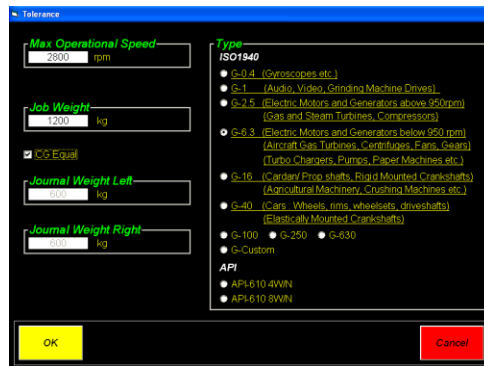 Tolerance
Max Operational Speed
2800 rpm
Job Weight
1200 kg
CG Equal
Journal Weight Left
600 kg
Journal Weight Right
600 kg
Type
ISO1940
G-0.4 (Gyroscopes etc.)
G-1 (Audio, Video, Grinding Machine Drives)
G-2.5 (Electric Motors and Generators above 950rpm)
(Gas and Steam Turbines, Compressors)
G-6.3 (Electric Motors and Generators below 950 rpm)
(Aircraft Gas Turbines, Centrifuges, Fans, Gears)
(Turbo Chargers, Pumps, Paper Machines etc.)
G-16 (Cardan/ Prop shafts, Rigid Mounted Crankshafts)
(Agricultural Machinery, Crushing Machines etc.)
G-40 (Cars : Wheels, rims, wheelsets, driveshafts)
(Elastically Mounted Crankshafts)
G-100 G-250 G-630
G-Custom
API
API-610 4W/N
API-610 8W/N
OK
Cancel